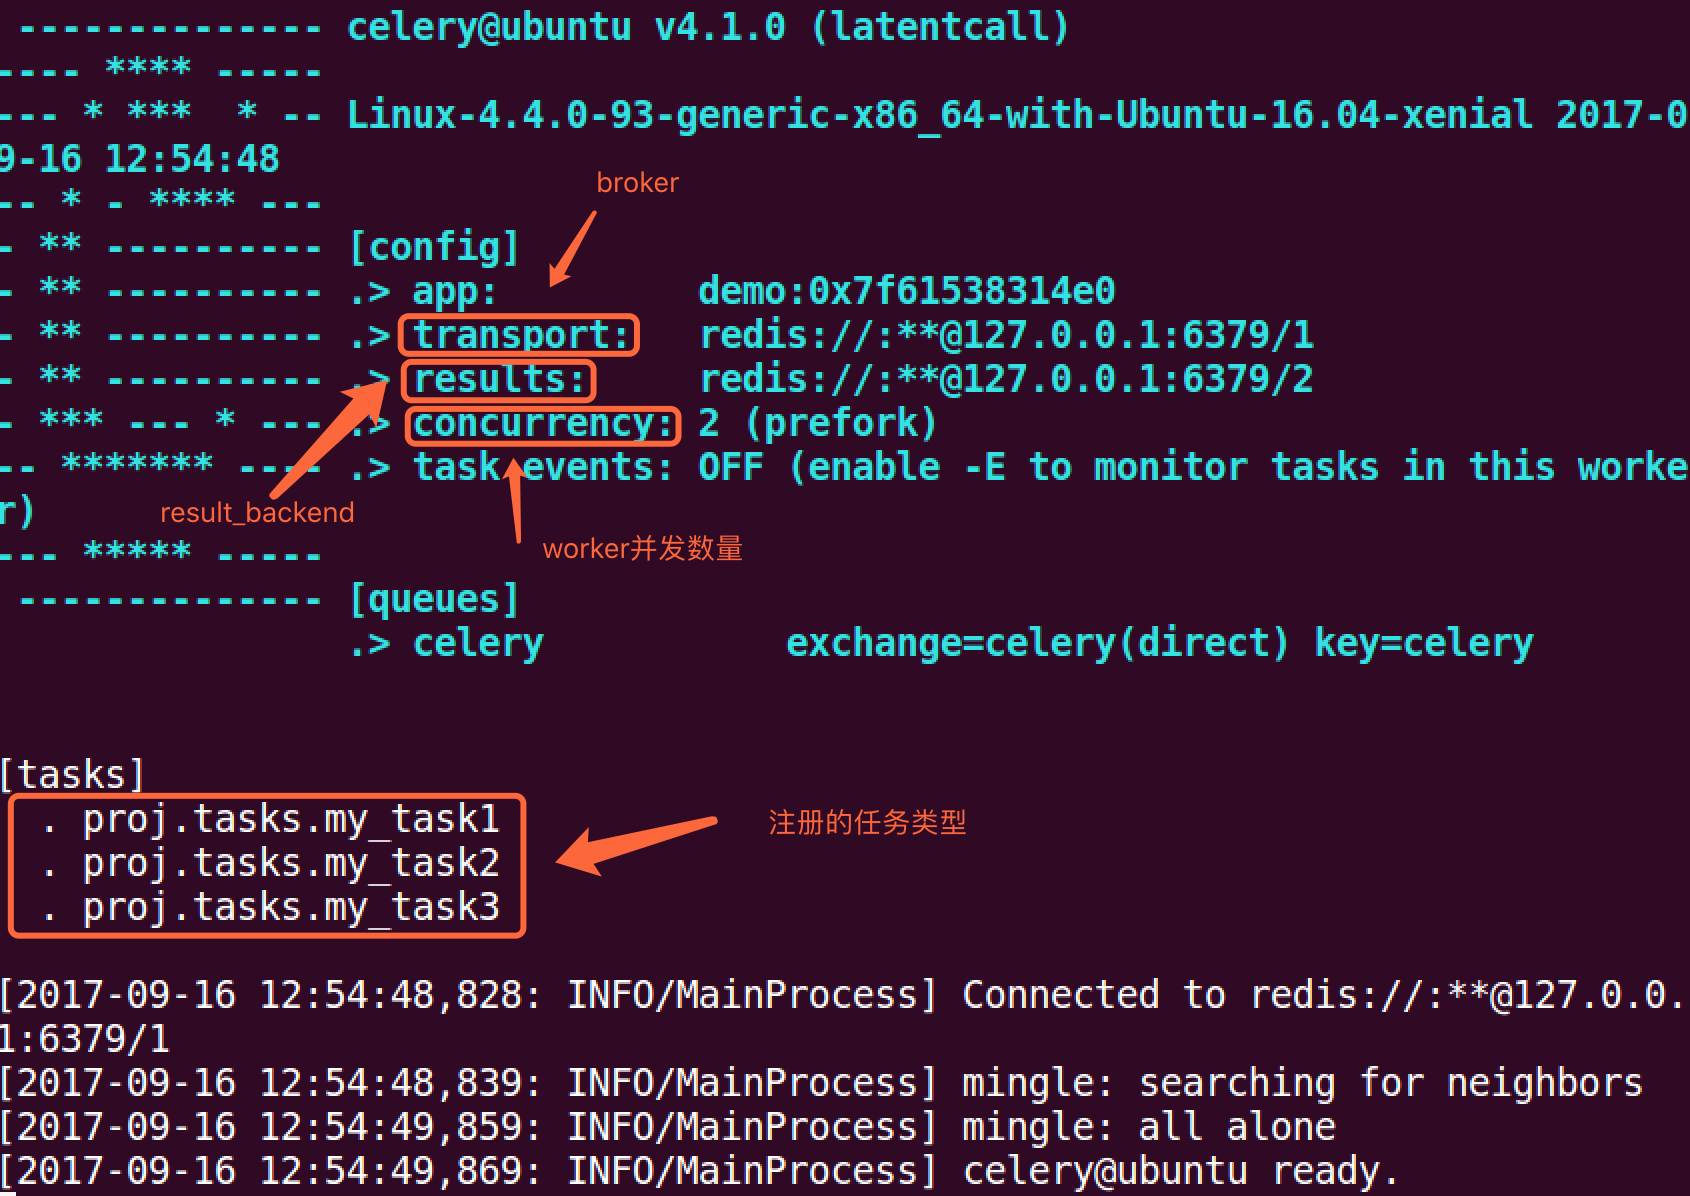 -------------- celery@ubuntu v4.1.0 (latentcall)
---- **** -----
--- * ***  * -- Linux-4.4.0-93-generic-x86_64-with-Ubuntu-16.04-xenial 2017-0
9-16 12:54:48
broker
-- * - **** ---
- ** ---------- [config]
- ** ---------- .> app:         demo:0x7f61538314e0
- ** ---------- .> transport:   redis://:**@127.0.0.1:6379/1
- ** ---------- .> results:     redis://:**@127.0.0.1:6379/2
- *** --- * --- .> concurrency: 2 (prefork)
-- ******* ---- .> task events: OFF (enable -E to monitor tasks in this worke
r)
result_backend
worker并发数量
--- ***** -----
-------------- [queues]
.> celery           exchange=celery(direct) key=celery
[tasks]
. proj.tasks.my_task1
注册的任务类型
. proj.tasks.my_task2
. proj.tasks.my_task3
[2017-09-16 12:54:48,828: INFO/MainProcess] Connected to redis://:**@127.0.0.
1:6379/1
[2017-09-16 12:54:48,839: INFO/MainProcess] mingle: searching for neighbors
[2017-09-16 12:54:49,859: INFO/MainProcess] mingle: all alone
[2017-09-16 12:54:49,869: INFO/MainProcess] celery@ubuntu ready.